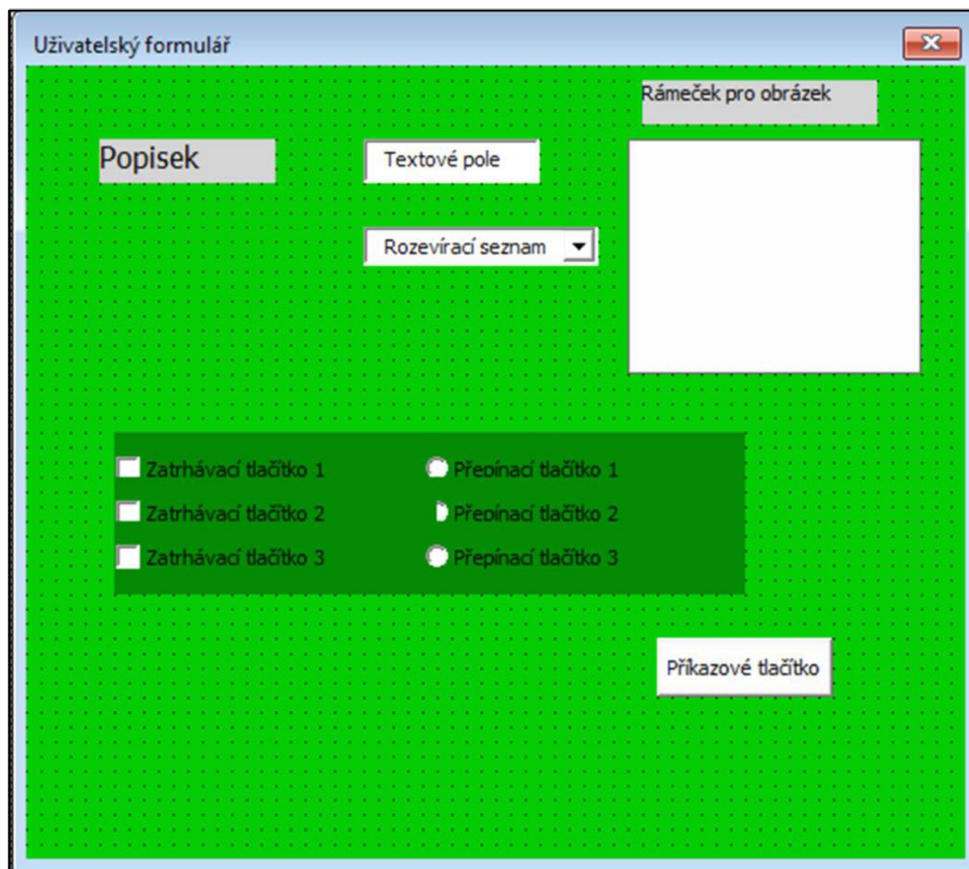 Uživatelský formulář
Rámeček pro obrázek
Popisek
Textové pole
Rozevírací seznam
Zatrhávací tlačítko 1
Přepínací tlačítko 1
Zatrhávací tlačítko 2
Přepínací tlačítko 2
Zatrhávací tlačítko 3
Přepínací tlačítko 3
Příkazové tlačítko